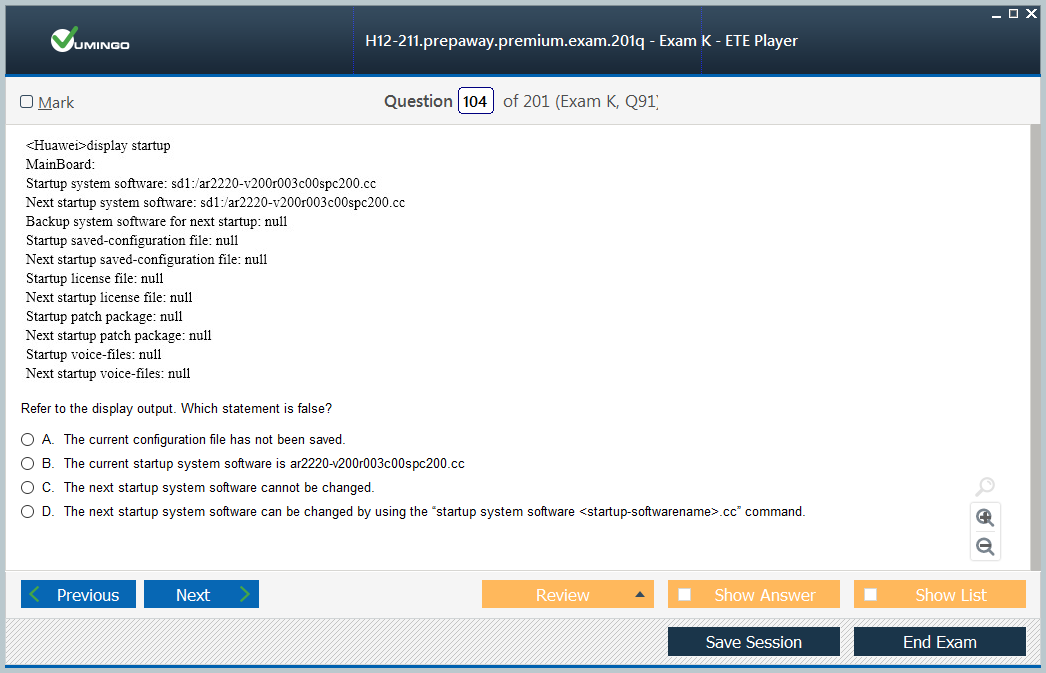 VUMINGO
H12-211.prepaway.premium.exam.201q - Exam K - ETE Player
Mark
Question 104 of 201 (Exam K, Q91)
<Huawei>display startup
MainBoard:
Startup system software: sd1:/ar2220-v200r003c00spc200.cc
Next startup system software: sd1:/ar2220-v200r003c00spc200.cc
Backup system software for next startup: null
Startup saved-configuration file: null
Next startup saved-configuration file: null
Startup license file: null
Next startup license file: null
Startup patch package: null
Next startup patch package: null
Startup voice-files: null
Next startup voice-files: null
Refer to the display output. Which statement is false?
A. The current configuration file has not been saved.
B. The current startup system software is ar2220-v200r003c00spc200.cc
C. The next startup system software cannot be changed.
D. The next startup system software can be changed by using the “startup system software <startup-softwarename>.cc” command.
Previous
Next
Review
Show Answer
Show List
Save Session
End Exam